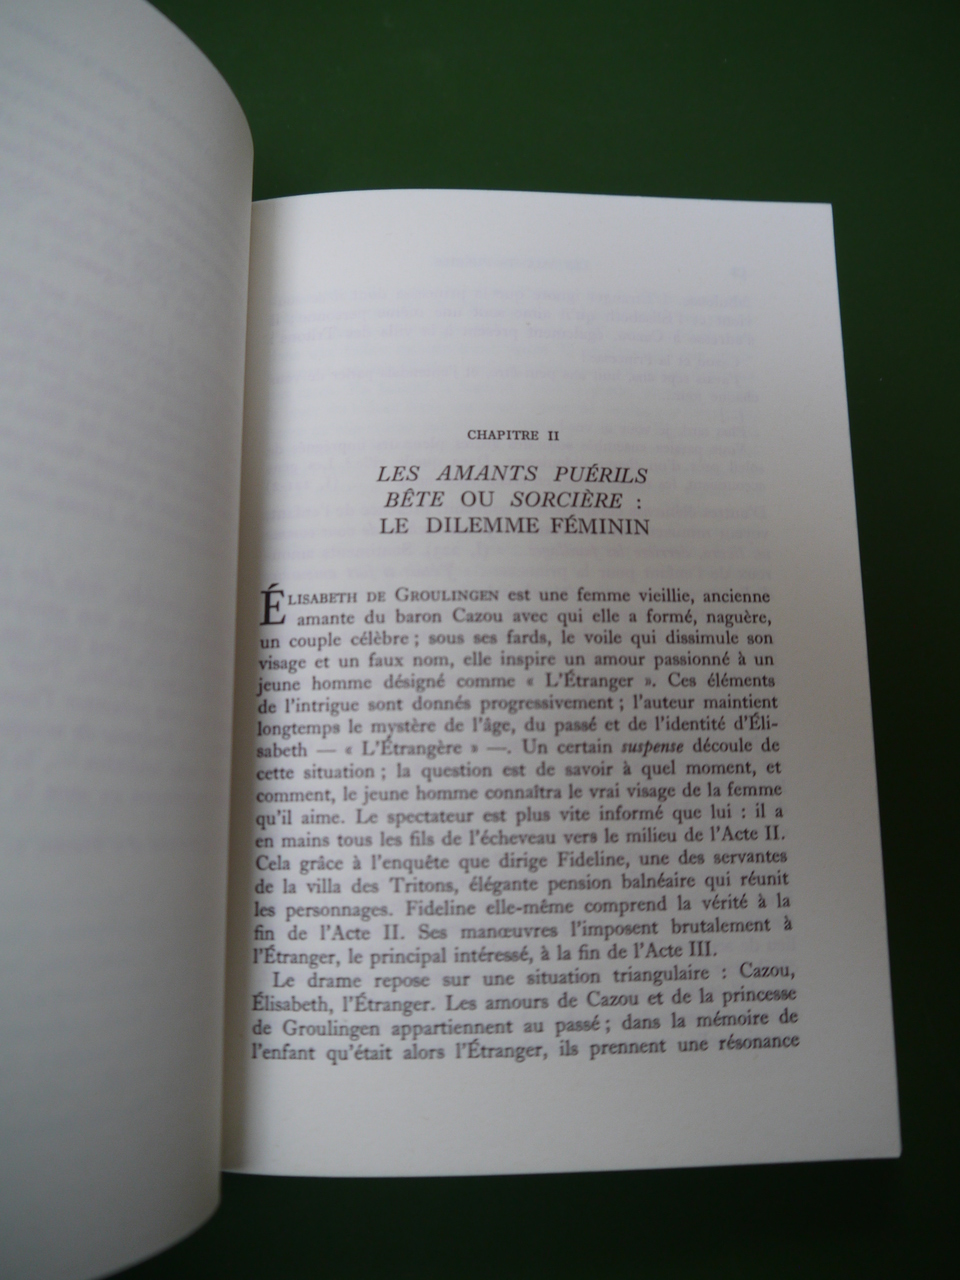 CHAPITRE II
LES AMANTS PUÉRILS
BÊTE OU SORCIÈRE :
LE DILEMME FÉMININ
ÉLISABETH DE GROULINGEN est une femme vieillie, ancienne
amante du baron Cazou avec qui elle a formé, naguère,
un couple célèbre ; sous ses fards, le voile qui dissimule son
visage et un faux nom, elle inspire un amour passionné à un
jeune homme désigné comme « L'Étranger ». Ces éléments
de l'intrigue sont donnés progressivement ; l'auteur maintient
longtemps le mystère de l'âge, du passé et de l'identité d'Éli-
sabeth — « L'Étrangère » —. Un certain suspense découle de
cette situation ; la question est de savoir à quel moment, et
comment, le jeune homme connaîtra le vrai visage de la femme
qu'il aime. Le spectateur est plus vite informé que lui : il a
en mains tous les fils de l'écheveau vers le milieu de l'Acte II.
Cela grâce à l'enquête que dirige Fideline, une des servantes
de la villa des Tritons, élégante pension balnéaire qui réunit
les personnages. Fideline elle-même comprend la vérité à la
fin de l'Acte II. Ses manœuvres l'imposent brutalement à
l'Étranger, le principal intéressé, à la fin de l'Acte III.
Le drame repose sur une situation triangulaire : Cazou,
Élisabeth, l'Étranger. Les amours de Cazou et de la princesse
de Groulingen appartiennent au passé ; dans la mémoire de
l'enfant qu'était alors l'Étranger, ils prennent une résonance